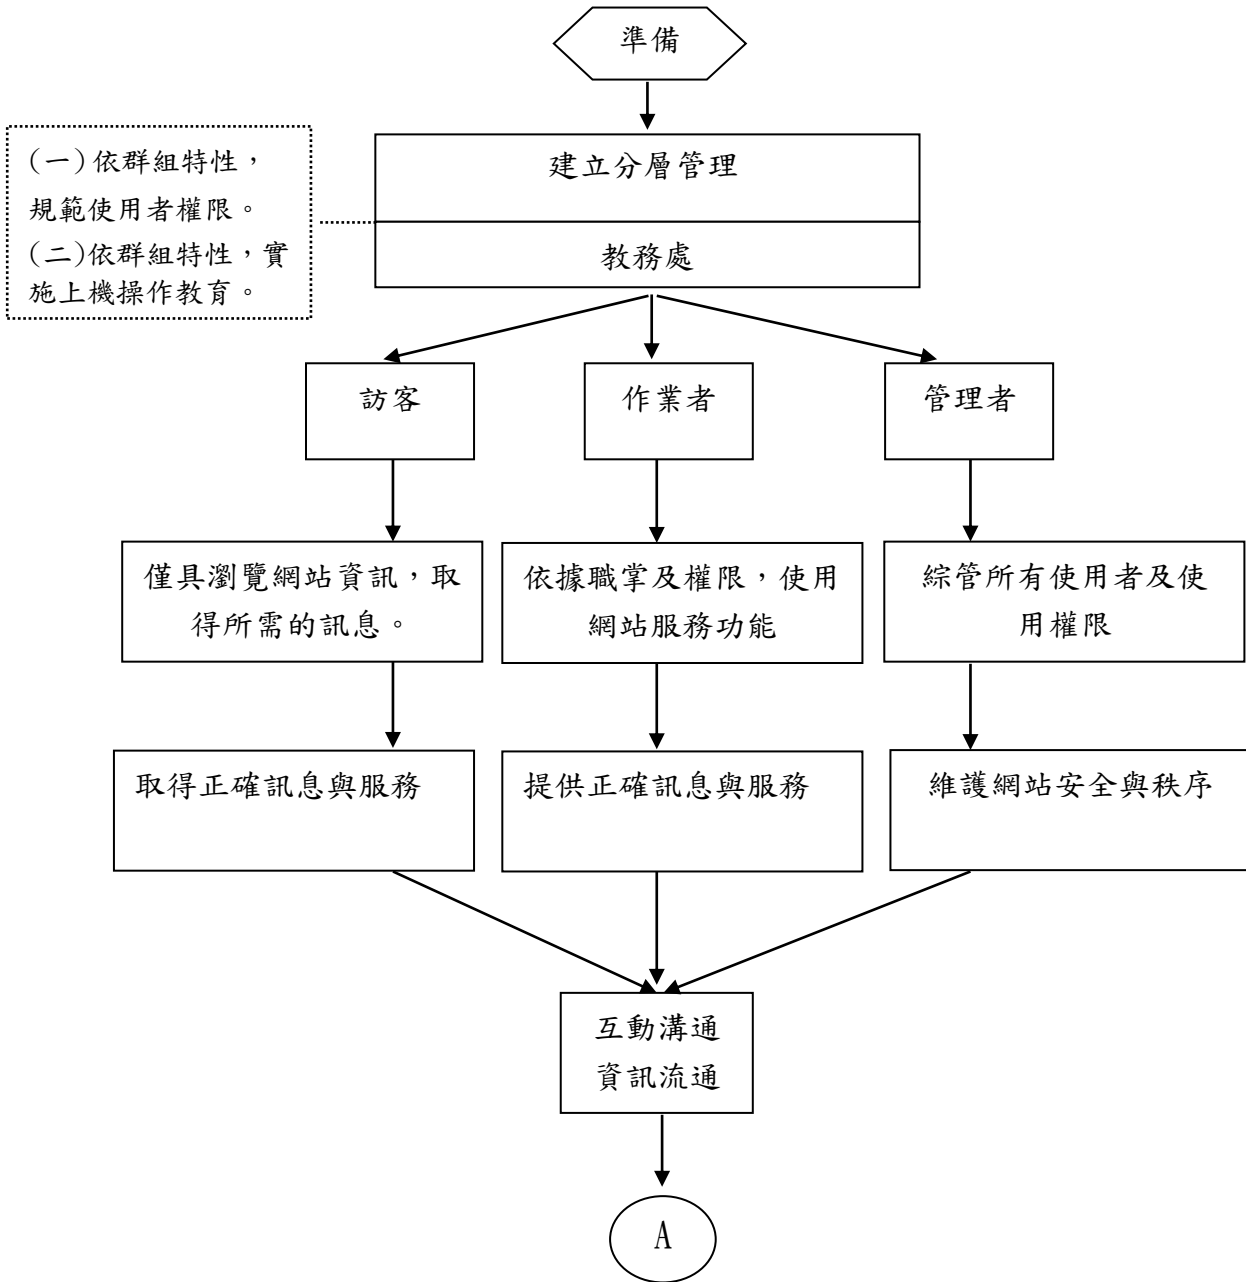 準備
(一)依群組特性，
規範使用者權限。
(二)依群組特性，實
施上機操作教育。
建立分層管理
教務處
訪客
作業者
管理者
僅具瀏覽網站資訊，取
得所需的訊息。
依據職掌及權限，使用
網站服務功能
綜管所有使用者及使
用權限
取得正確訊息與服務
提供正確訊息與服務
維護網站安全與秩序
互動溝通
資訊流通
A